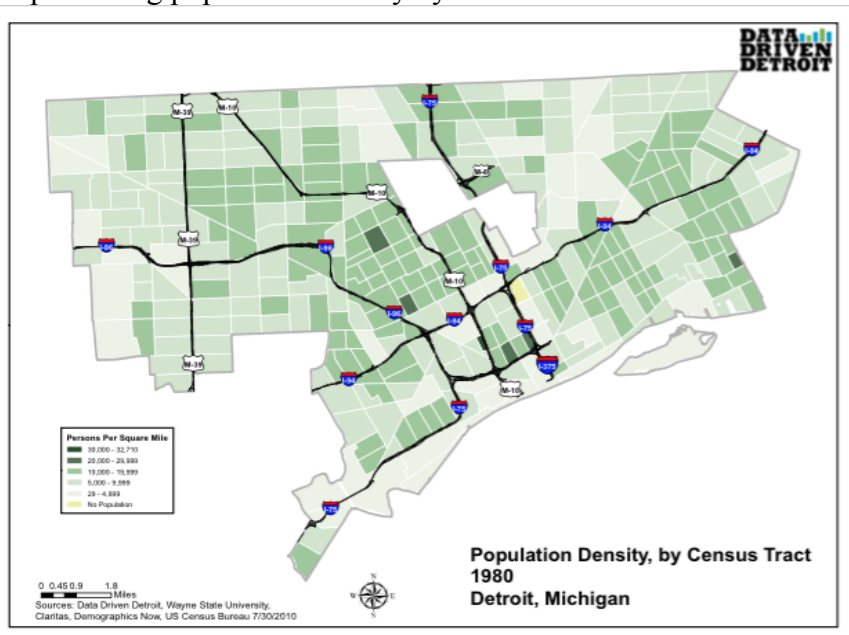 DATA
DRIVEN
DETROIT
M-39
M-10
I-75
I-94
M-8
M-10
I-94
M-39
I-96
I-94
I-75
M-10
I-96
I-94
I-75
I-375
M-39
I-94
M-10
I-75
I-75
Persons Per Square Mile
30,000 - 32,710
20,000 - 29,999
10,000 - 19,999
5,000 - 9,999
29 - 4,999
No Population
Population Density, by Census Tract
1980
Detroit, Michigan
0 0.45 0.9 1.8
Miles
N
W E
S
Sources: Data Driven Detroit, Wayne State University,
Claritas, Demographics Now, US Census Bureau 7/30/2010